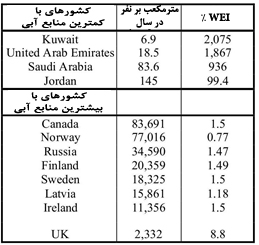 کشورهای با کمترین منابع آبی	مترمکعب بر نفر در سال	٪ WEI
Kuwait	6.9	2,075
United Arab Emirates	18.5	1,867
Saudi Arabia	83.6	936
Jordan	145	99.4
کشورهای با بیشترین منابع آبی
Canada	83,691	1.5
Norway	77,016	0.77
Russia	34,590	1.47
Finland	20,359	1.49
Sweden	18,325	1.5
Latvia	15,861	1.18
Ireland	11,356	1.5
UK	2,332	8.8